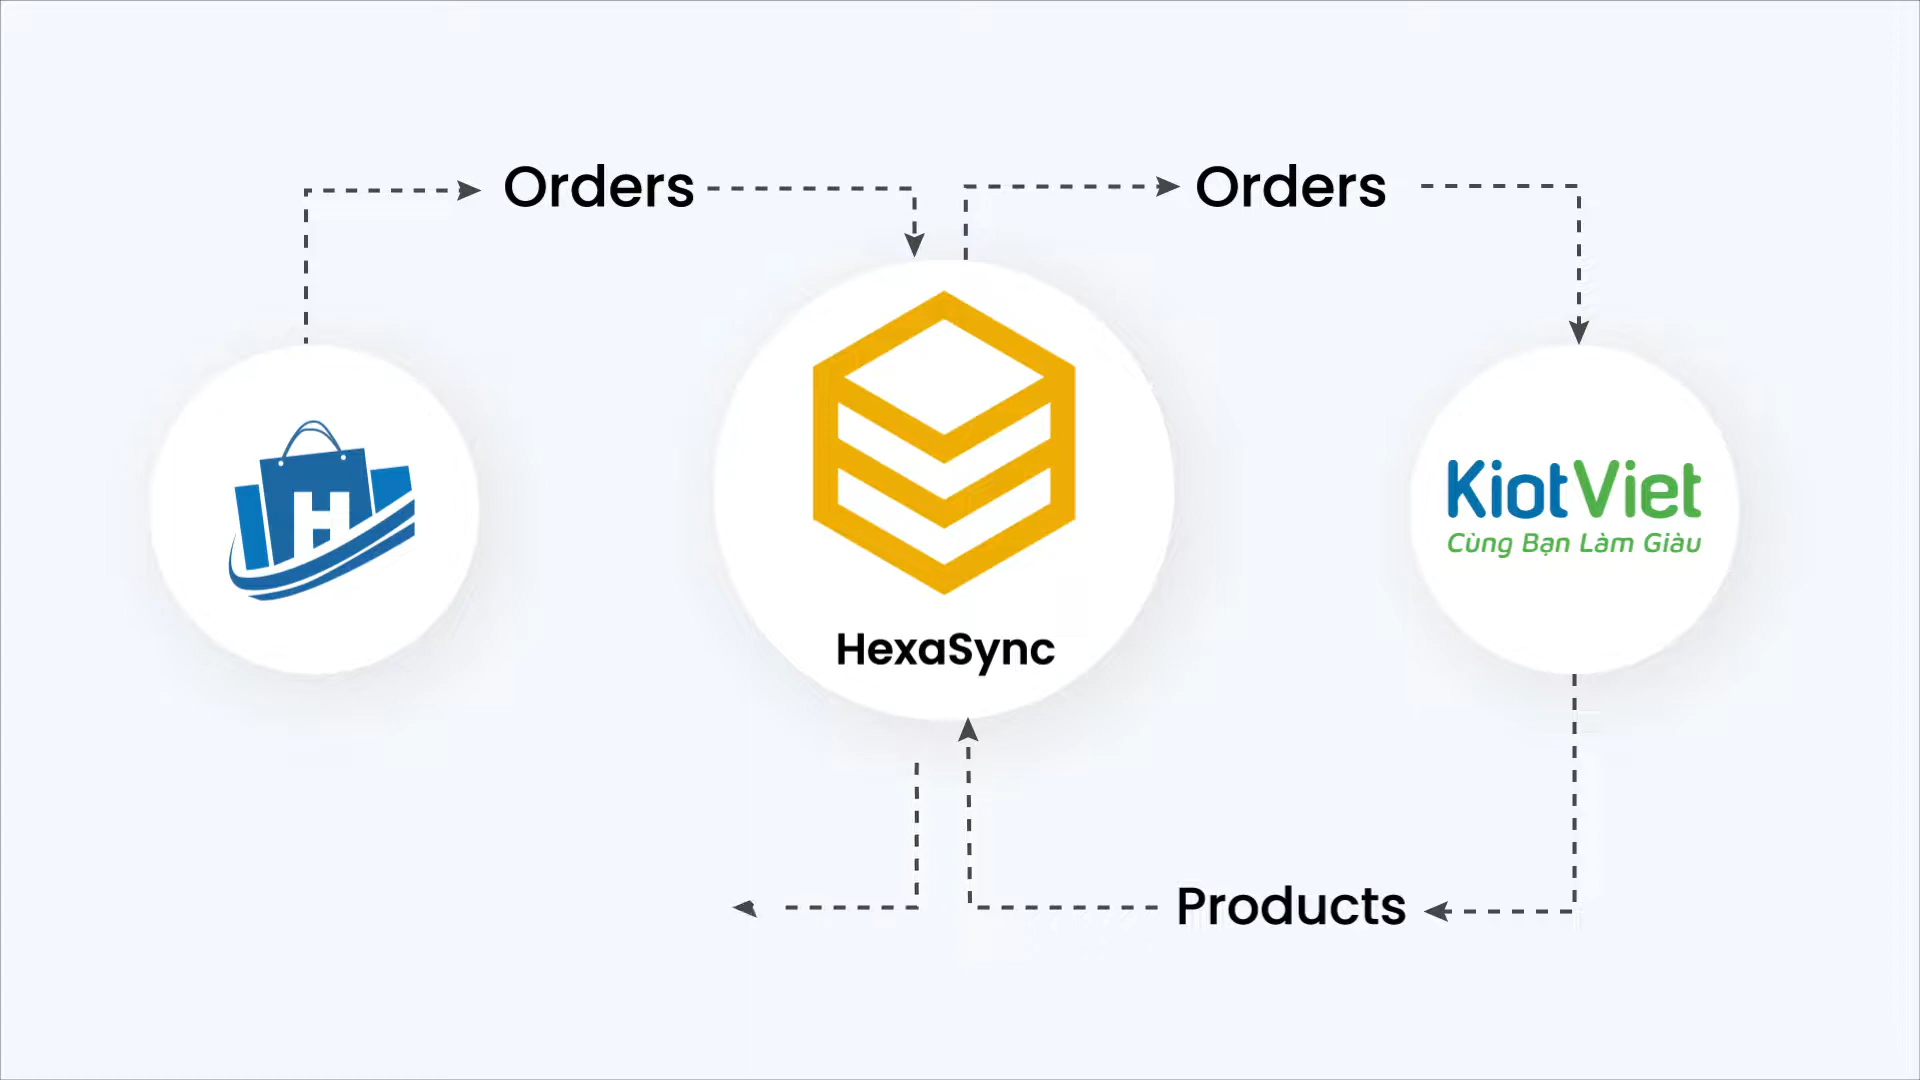 Orders
Orders
H
HexaSync
KiotViet
Cùng Bạn Làm Giàu
Products